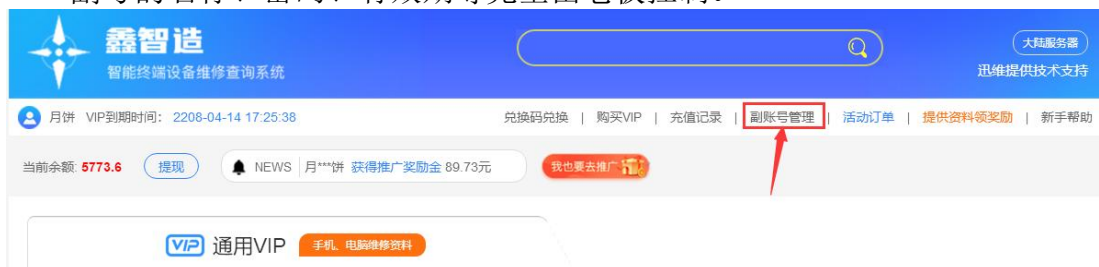 鑫智造
智能终端设备维修查询系统
大陆服务器
迅维提供技术支持
月饼 VIP到期时间: 2208-04-14 17:25:38 兑换码兑换 | 购买VIP | 充值记录 | 副账号管理 | 活动订单 | 提供资料领奖励 | 新手帮助
当前余额: 5773.6 提现 NEWS 月***饼 获得推广奖励金 89.73元 我也要去推广
VIP 通用VIP 手机、电脑维修资料